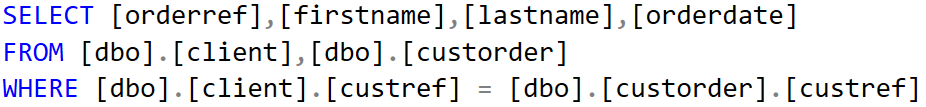 SELECT [orderref],[firstname],[lastname],[orderdate]
FROM [dbo].[client],[dbo].[custorder]
WHERE [dbo].[client].[custref] = [dbo].[custorder].[custref]